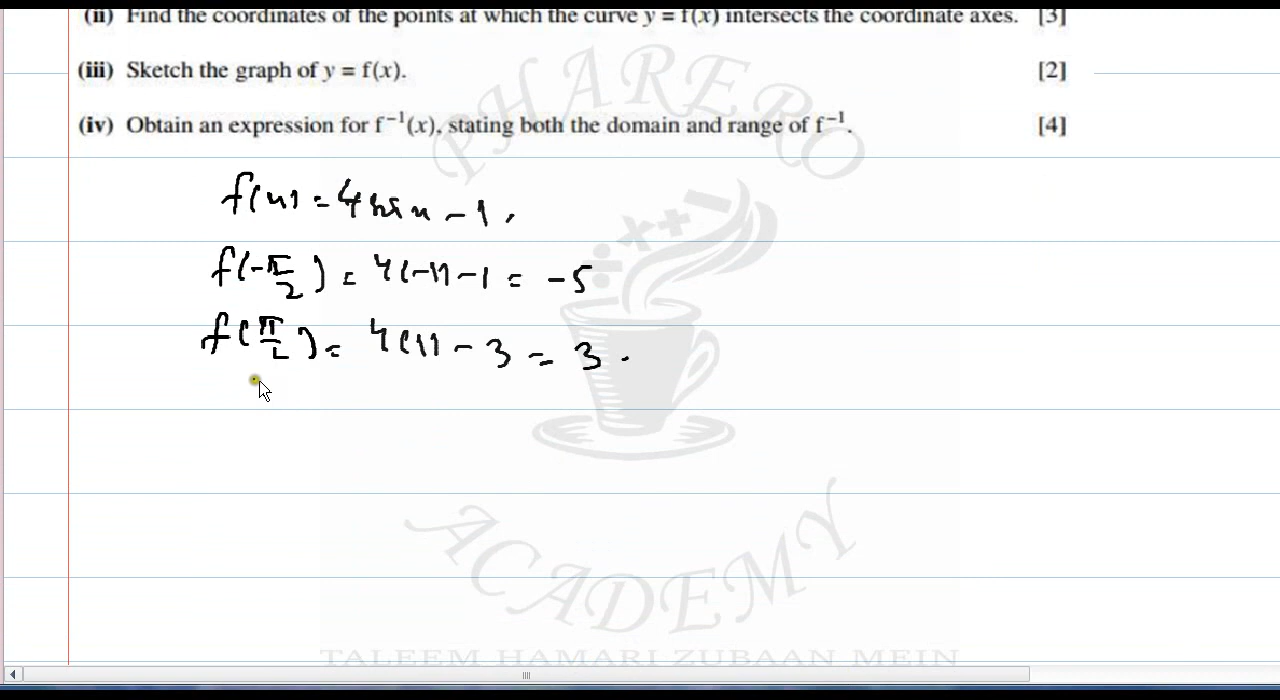 (ii) Find the coordinates of the points at which the curve y = f(x) intersects the coordinate axes. [3]
(iii) Sketch the graph of y = f(x). [2]
(iv) Obtain an expression for f⁻¹(x), stating both the domain and range of f⁻¹. [4]
f(x) = 4 sin x - 1,
f(-π/2) = 4(-1) - 1 = -5
f(π/2) = 4(1) - 3 = 3.
PHARERO
ACADEMY
TALEEM HAMARI ZUBAAN MEIN